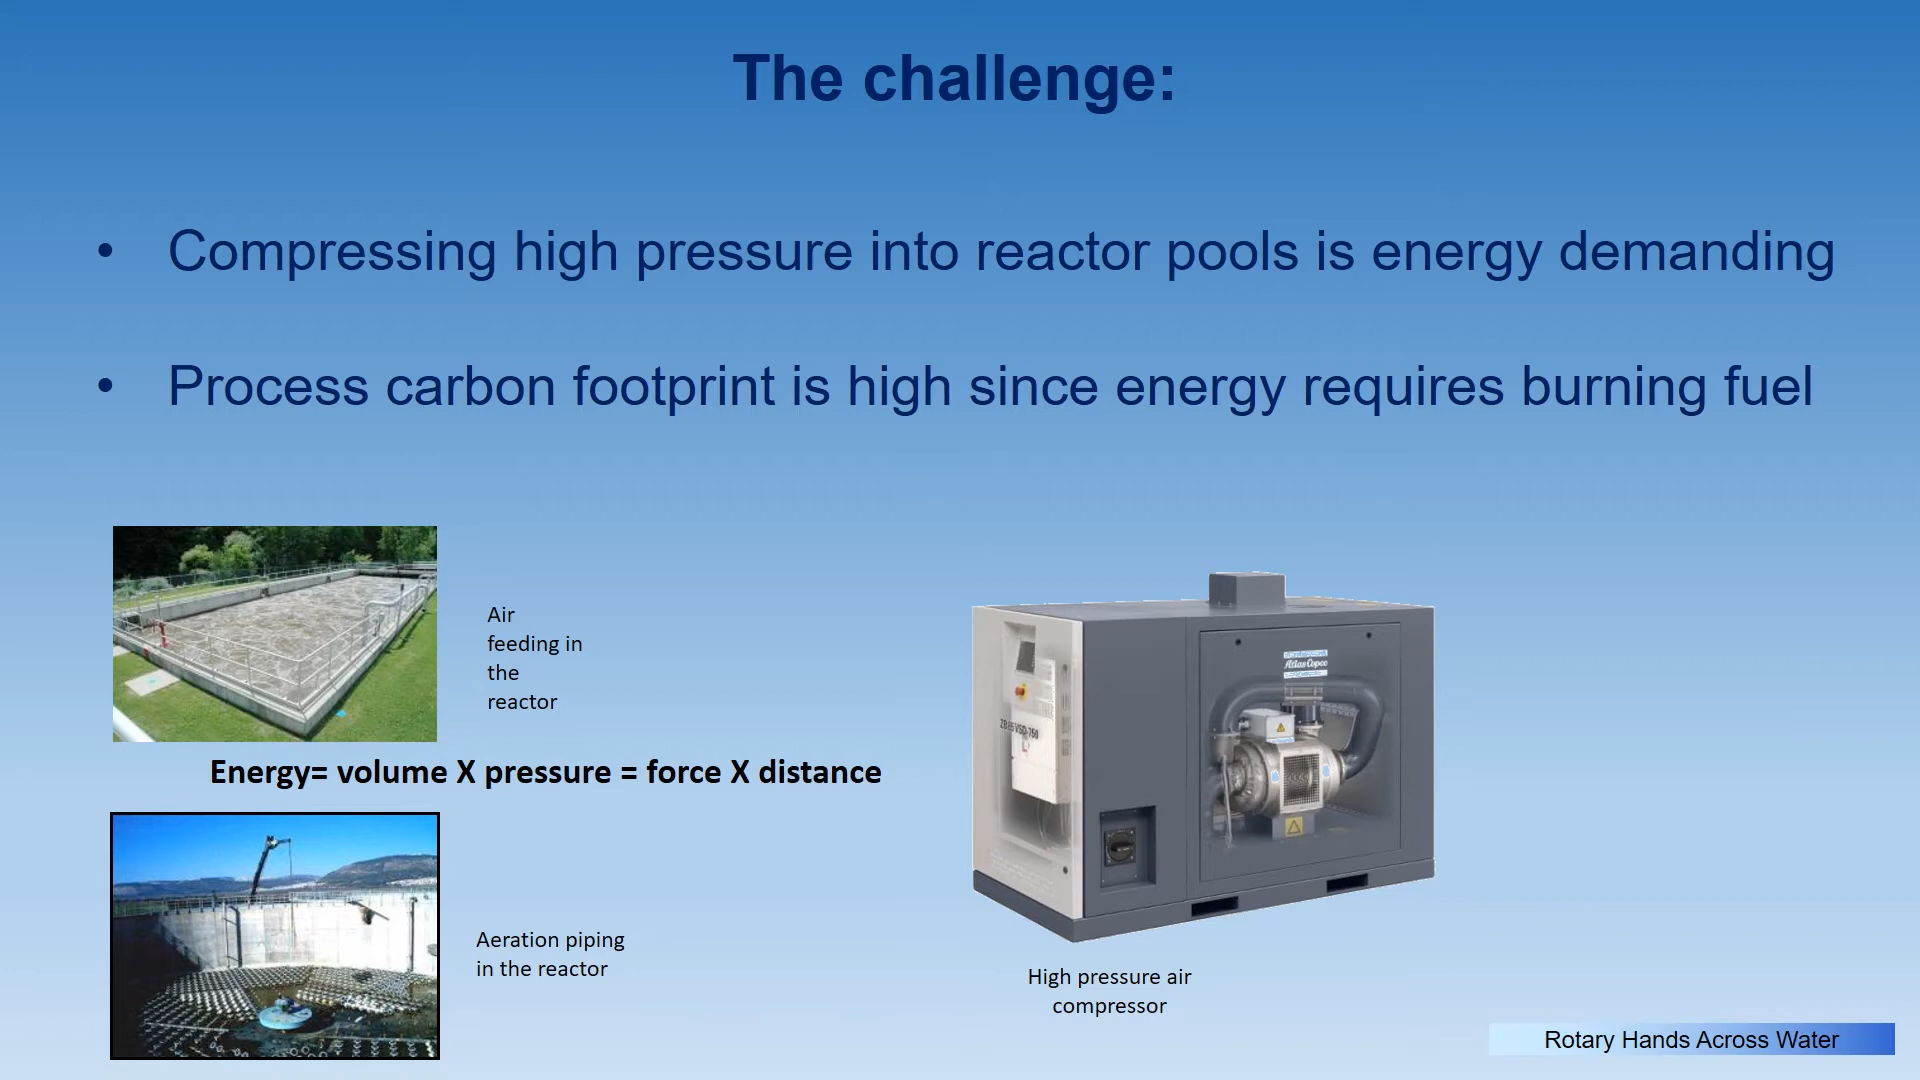 The challenge:
• Compressing high pressure into reactor pools is energy demanding
• Process carbon footprint is high since energy requires burning fuel
Air
feeding in
the
reactor
Energy= volume X pressure = force X distance
Aeration piping
in the reactor
Atlas Copco
High pressure air
compressor
Rotary Hands Across Water